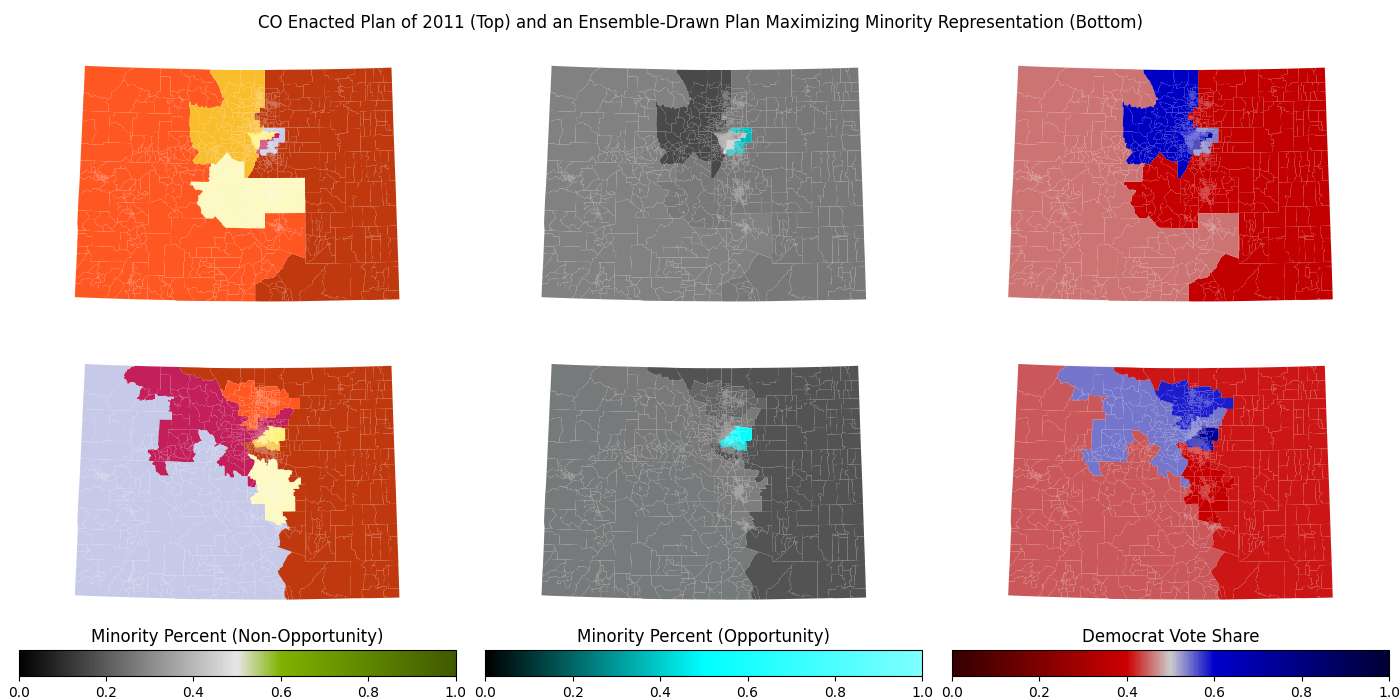 CO Enacted Plan of 2011 (Top) and an Ensemble-Drawn Plan Maximizing Minority Representation (Bottom)
Minority Percent (Non-Opportunity) Minority Percent (Opportunity) Democrat Vote Share
0.0 0.2 0.4 0.6 0.8 1.0 0.0 0.2 0.4 0.6 0.8 1.0 0.0 0.2 0.4 0.6 0.8 1.0